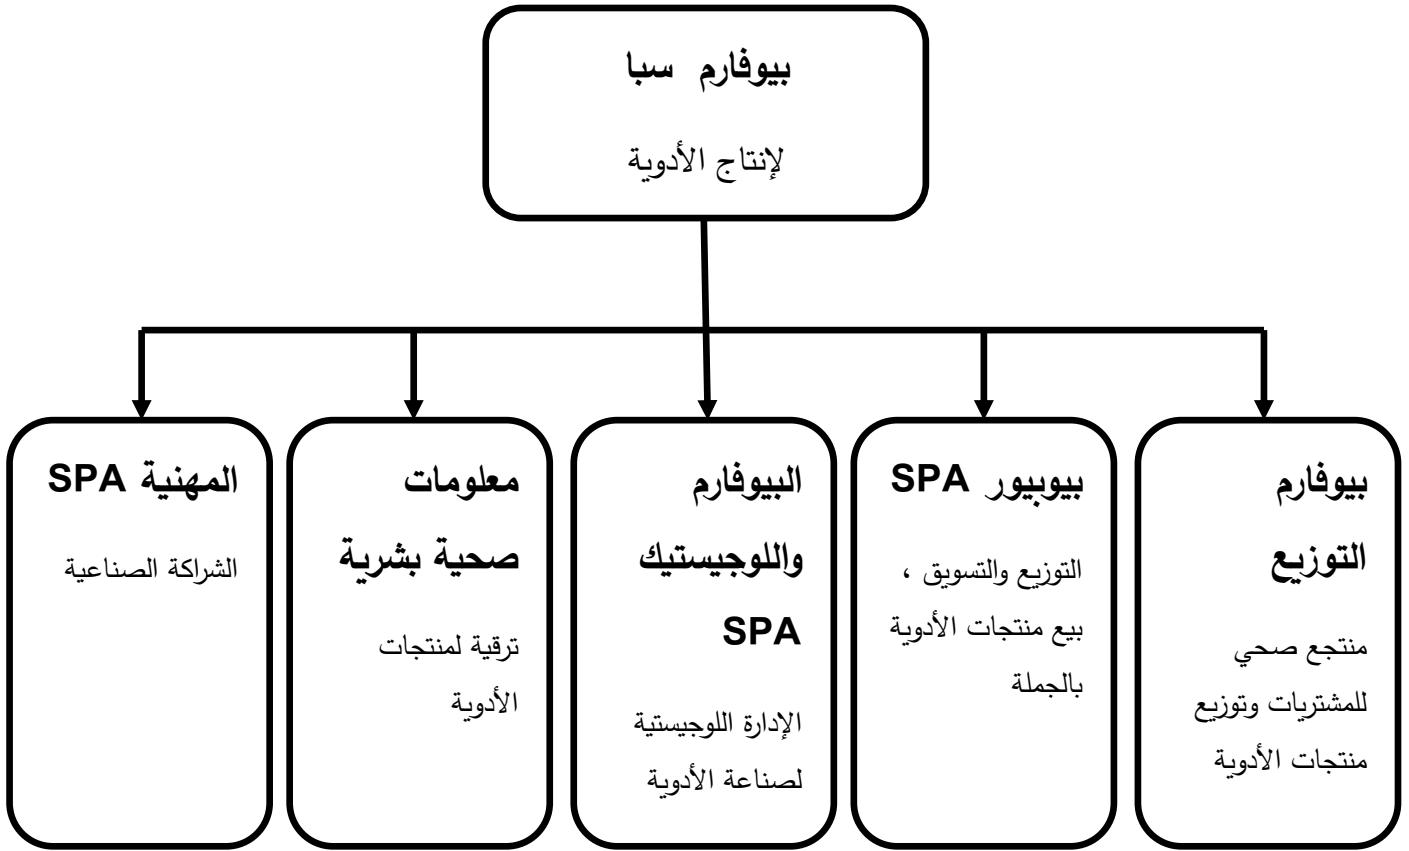 بيوفارم سبا
لإنتاج الأدوية
بيوفارم
التوزيع
منتجع صحي
للمشتريات وتوزيع
منتجات الأدوية
بيوبيور SPA
التوزيع والتسويق ،
بيع منتجات الأدوية
بالجملة
البيوفارم
واللوجيستيك
SPA
الإدارة اللوجيستية
لصناعة الأدوية
معلومات
صحية بشرية
ترقية لمنتجات
الأدوية
المهنية SPA
الشراكة الصناعية